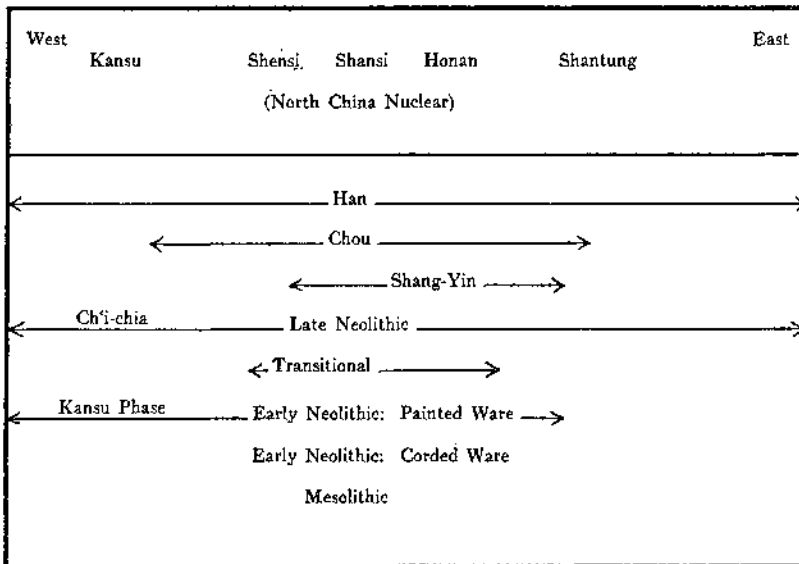 West East
Kansu Shensi Shansi Honan Shantung
(North China Nuclear)
Han
Chou
Shang-Yin
Ch'i-chia Late Neolithic
Transitional
Kansu Phase Early Neolithic: Painted Ware
Early Neolithic: Corded Ware
Mesolithic